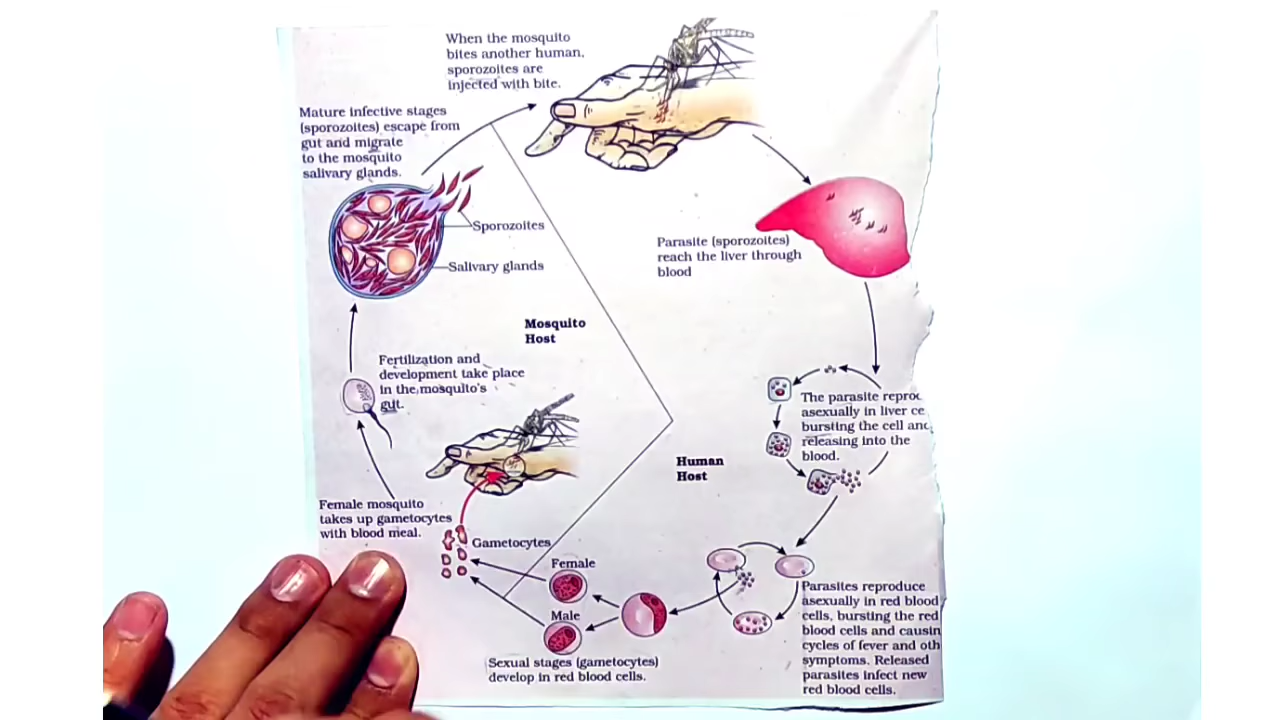 When the mosquito
bites another human,
sporozoites are
injected with bite.
Mature infective stages
(sporozoites) escape from
gut and migrate
to the mosquito
salivary glands.
Sporozoites
Salivary glands
Parasite (sporozoites)
reach the liver through
blood
Mosquito
Host
Fertilization and
development take place
in the mosquito's
gut.
The parasite reproc
asexually in liver ce
bursting the cell and
releasing into the
blood.
Human
Host
Female mosquito
takes up gametocytes
with blood meal.
Gametocytes
Female
Male
Sexual stages (gametocytes)
develop in red blood cells.
Parasites reproduce
asexually in red blood
cells, bursting the red
blood cells and causin
cycles of fever and oth
symptoms. Released
parasites infect new
red blood cells.